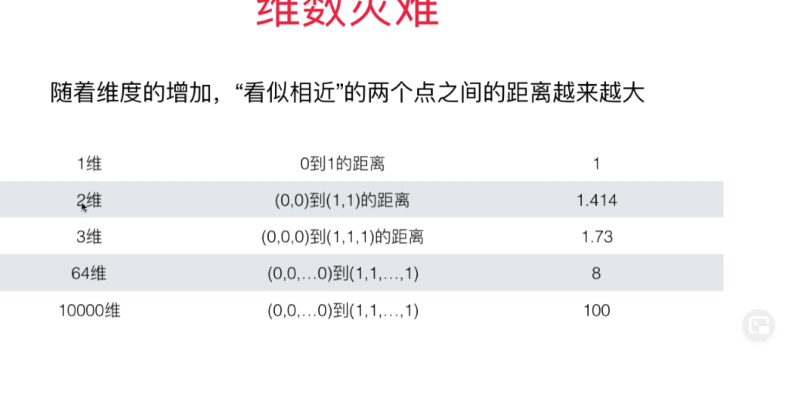 维数灾难
随着维度的增加，“看似相近”的两个点之间的距离越来越大
1维 0到1的距离 1
2维 (0,0)到(1,1)的距离 1.414
3维 (0,0,0)到(1,1,1)的距离 1.73
64维 (0,0,...0)到(1,1,...,1) 8
10000维 (0,0,...0)到(1,1,...,1) 100